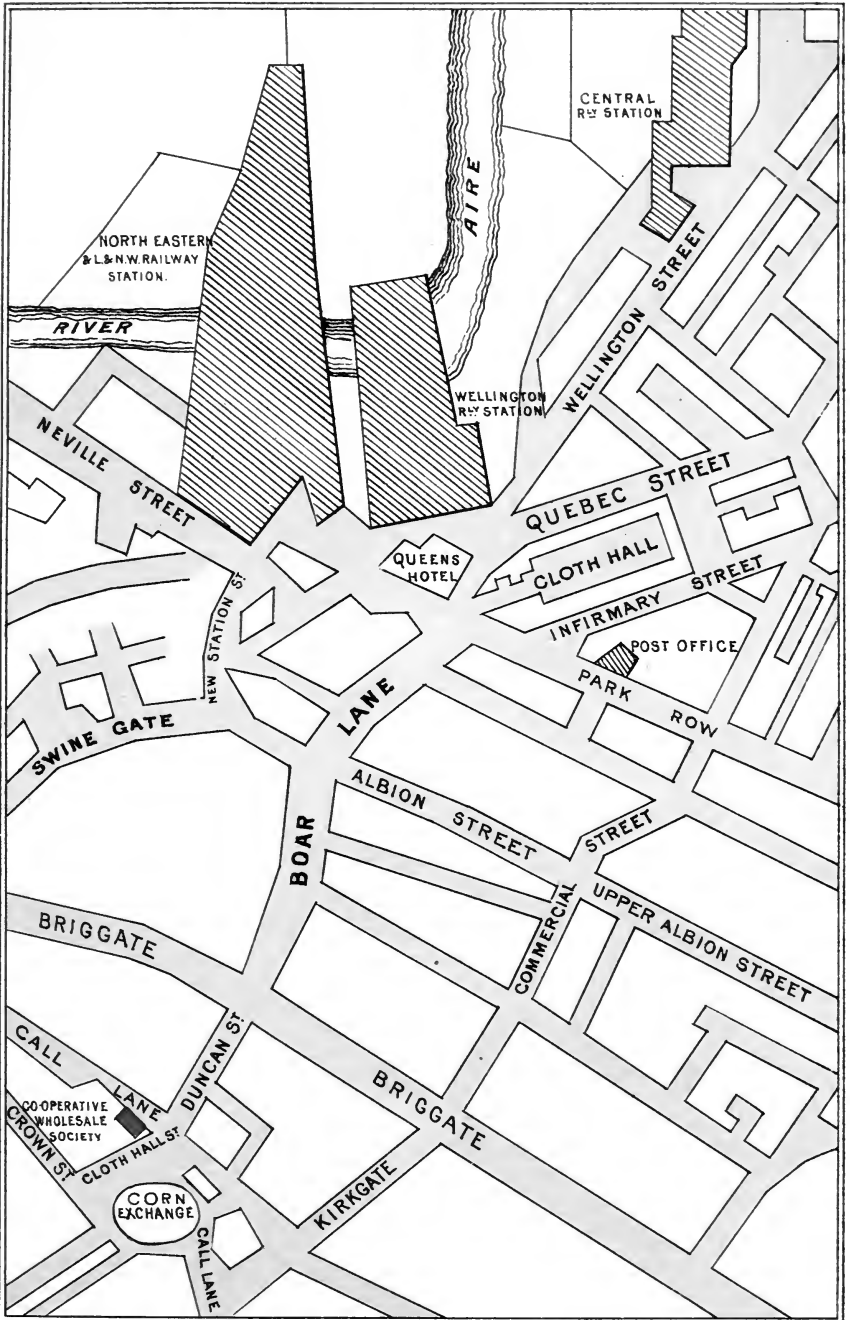 CENTRAL
RLY STATION
AIRE
NORTH EASTERN
& L & N.W. RAILWAY
STATION.
RIVER
WELLINGTON
RLY STATION
WELLINGTON STREET
NEVILLE STREET
QUEBEC STREET
QUEENS
HOTEL
CLOTH HALL
INFIRMARY STREET
NEW STATION ST.
POST OFFICE
PARK ROW
SWINE GATE
BOAR LANE
ALBION STREET
COMMERCIAL STREET
UPPER ALBION STREET
BRIGGATE
DUNCAN ST.
CALL LANE
BRIGGATE
CO-OPERATIVE
WHOLESALE
SOCIETY
CROWN ST.
CLOTH HALL ST.
KIRKGATE
CORN
EXCHANGE
CALL LANE